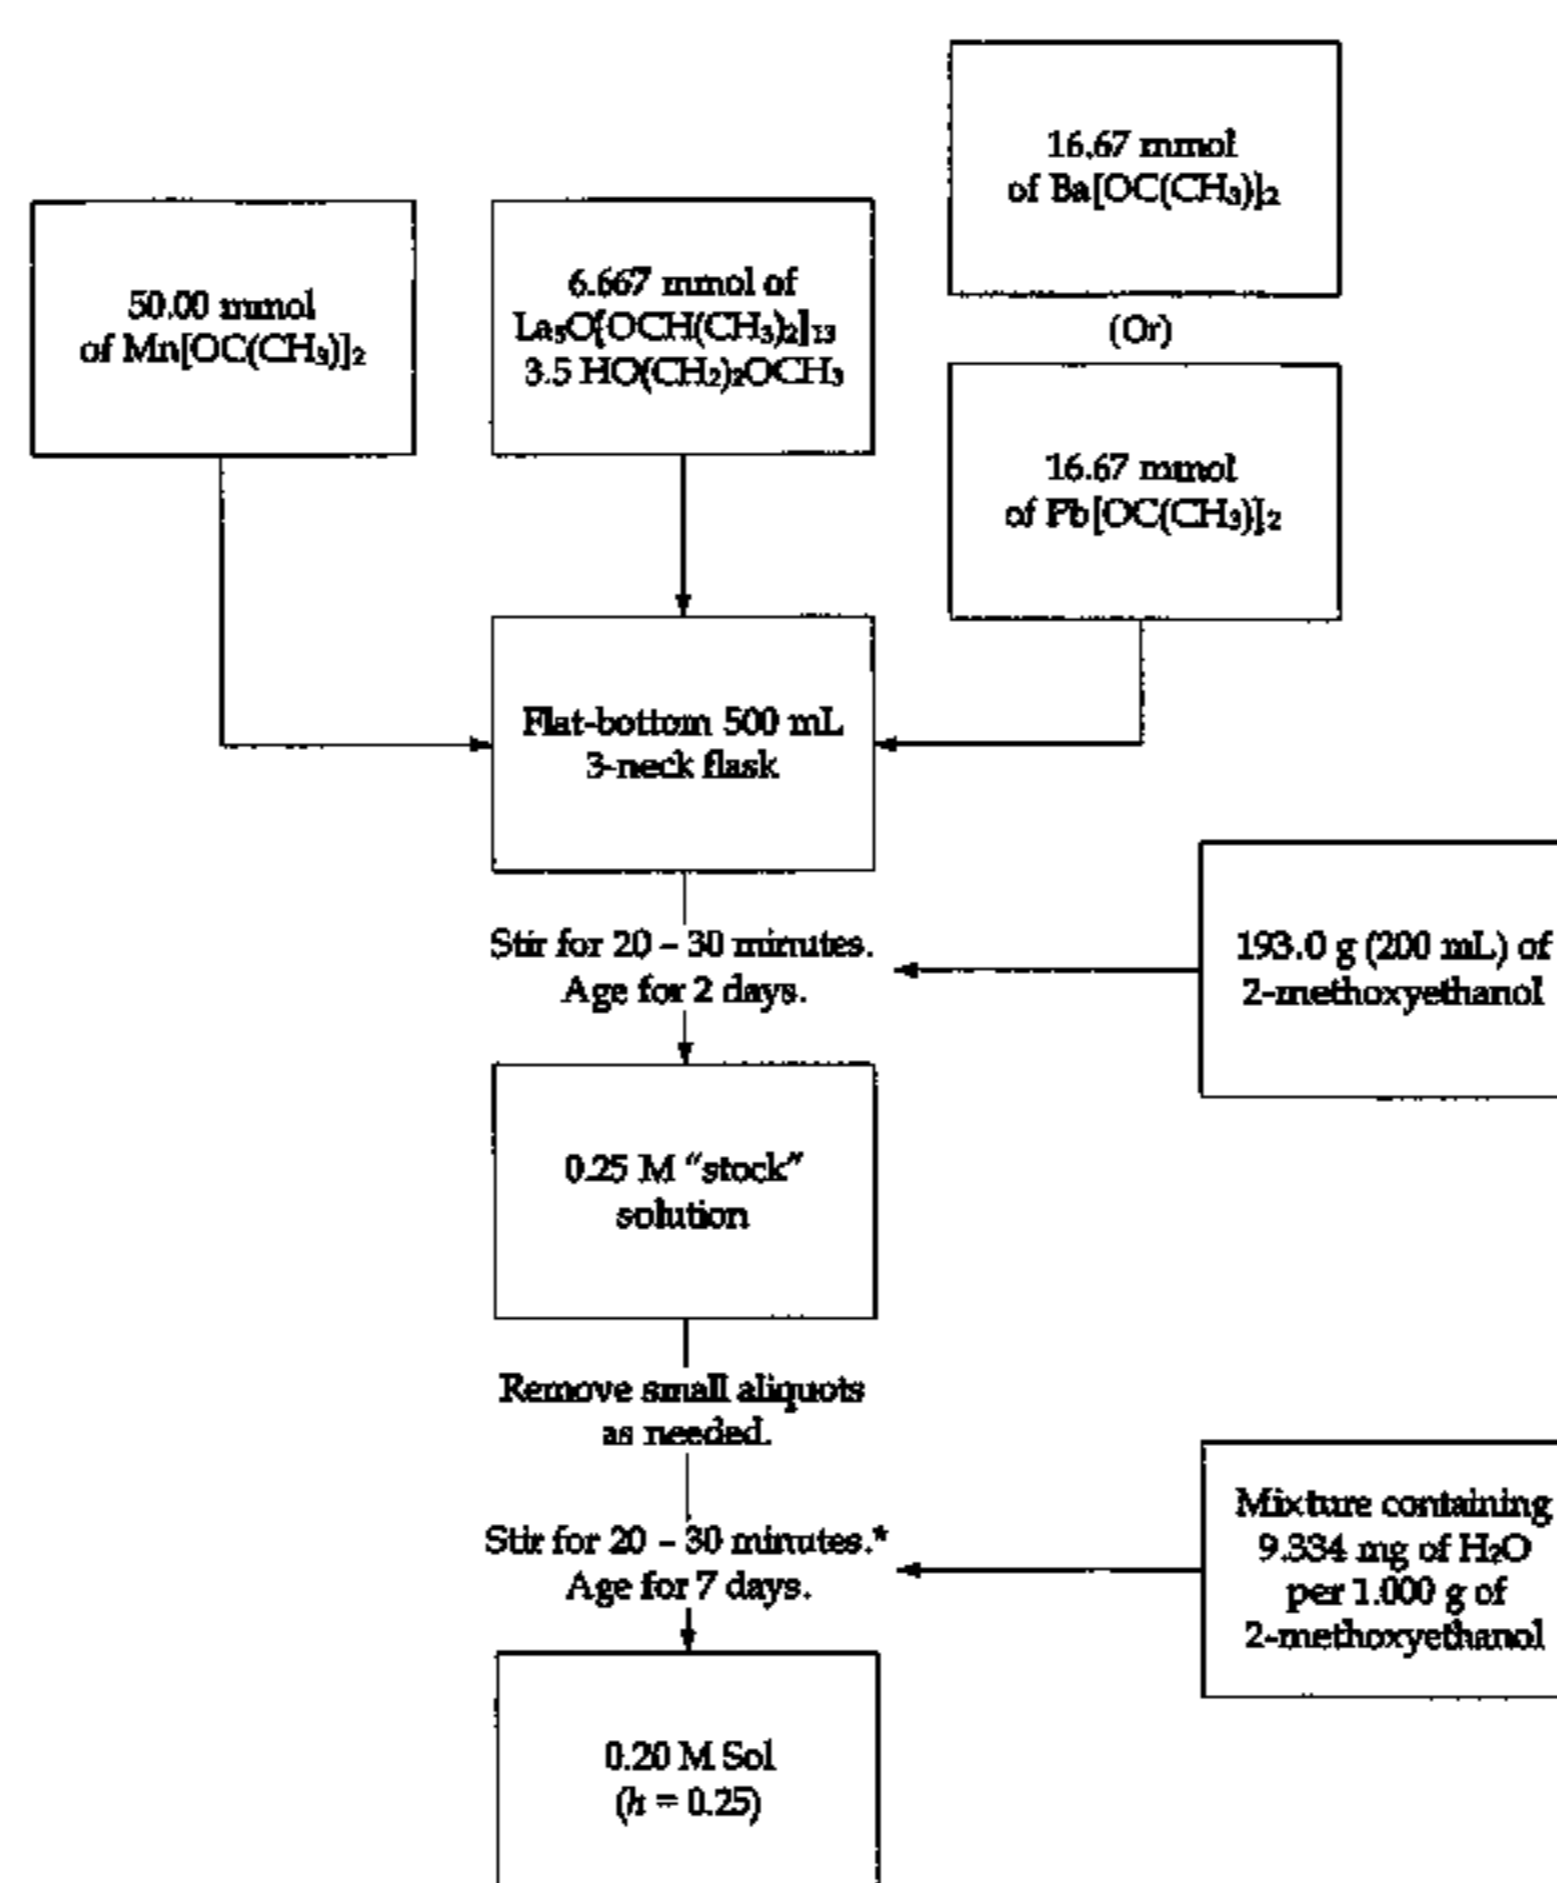 50.00 mmol
of Mn[OC(CH₃)]₂
6.667 mmol of
La₅O[OCH(CH₃)₂]₁₃
3.5 HO(CH₂)₂OCH₃
16.67 mmol
of Ba[OC(CH₃)]₂
(Or)
16.67 mmol
of Pb[OC(CH₃)]₂
Flat-bottom 500 mL
3-neck flask
Stir for 20 – 30 minutes.
Age for 2 days.
193.0 g (200 mL) of
2-methoxyethanol
0.25 M “stock”
solution
Remove small aliquots
as needed.
Stir for 20 – 30 minutes.*
Age for 7 days.
Mixture containing
9.334 mg of H₂O
per 1.000 g of
2-methoxyethanol
0.20 M Sol
(h = 0.25)